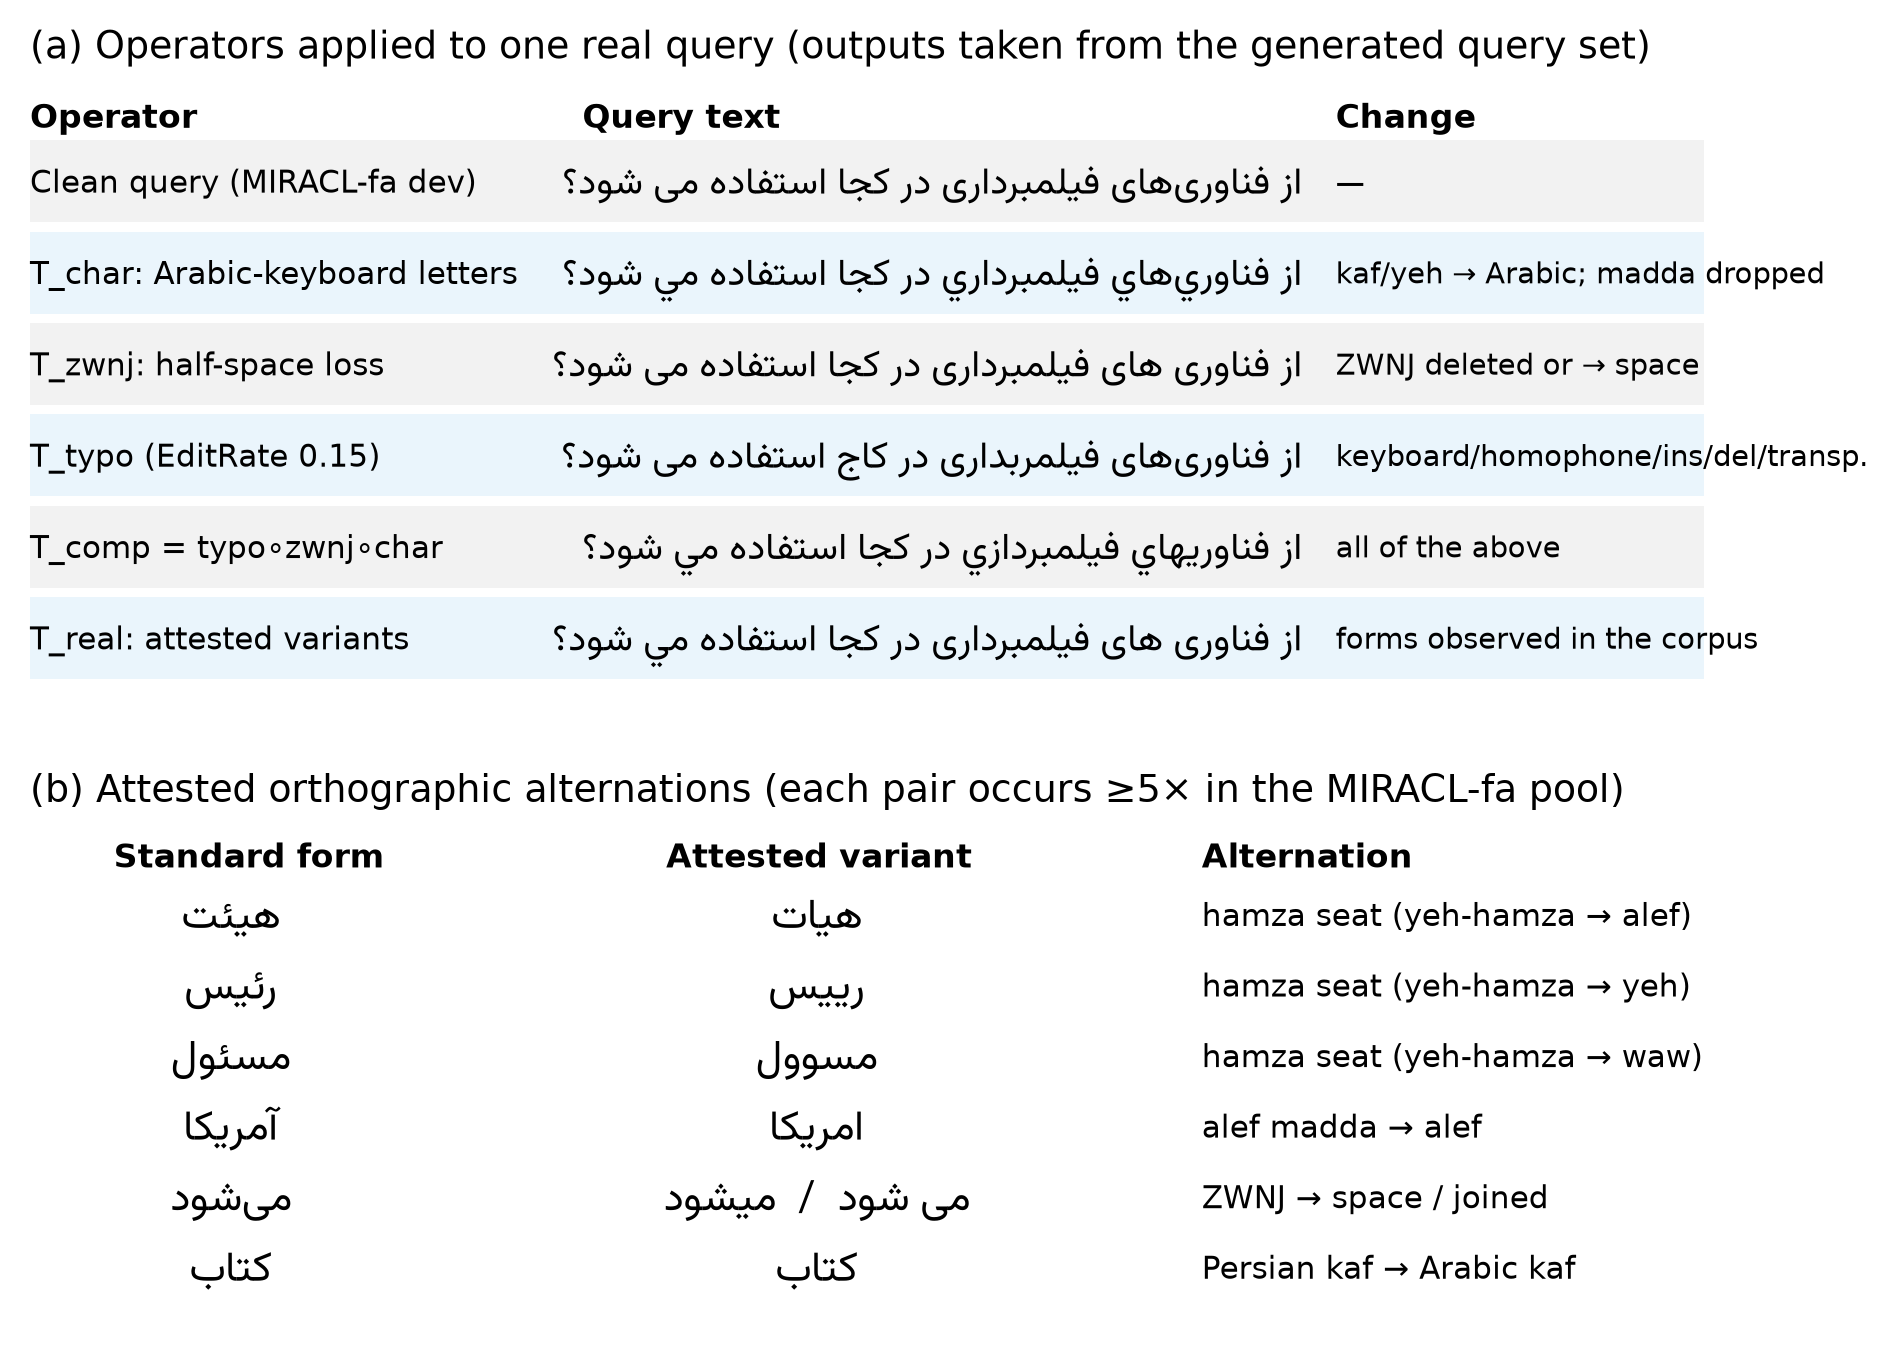 (a) Operators applied to one real query (outputs taken from the generated query set)
Operator Query text Change
Clean query (MIRACL-fa dev) از فناوری‌های فیلمبرداری در کجا استفاده می شود؟ —
T_char: Arabic-keyboard letters از فناوري‌هاي فيلمبرداري در كجا استفاده مي شود؟ kaf/yeh → Arabic; madda dropped
T_zwnj: half-space loss از فناوری های فیلمبرداری در کجا استفاده می شود؟ ZWNJ deleted or → space
T_typo (EditRate 0.15) از فناوری‌های فیلمربداری در کاج استفاده می شود؟ keyboard/homophone/ins/del/transp.
T_comp = typo∘zwnj∘char از فناوريهاي فيلمبردازي در كجا استفاده مي شود؟ all of the above
T_real: attested variants از فناوری های فیلمبرداری در کجا استفاده مي شود؟ forms observed in the corpus
(b) Attested orthographic alternations (each pair occurs ≥5× in the MIRACL-fa pool)
Standard form Attested variant Alternation
هیئت هیات hamza seat (yeh-hamza → alef)
رئیس رییس hamza seat (yeh-hamza → yeh)
مسئول مسوول hamza seat (yeh-hamza → waw)
آمریکا امریکا alef madda → alef
می‌شود می شود / میشود ZWNJ → space / joined
کتاب كتاب Persian kaf → Arabic kaf